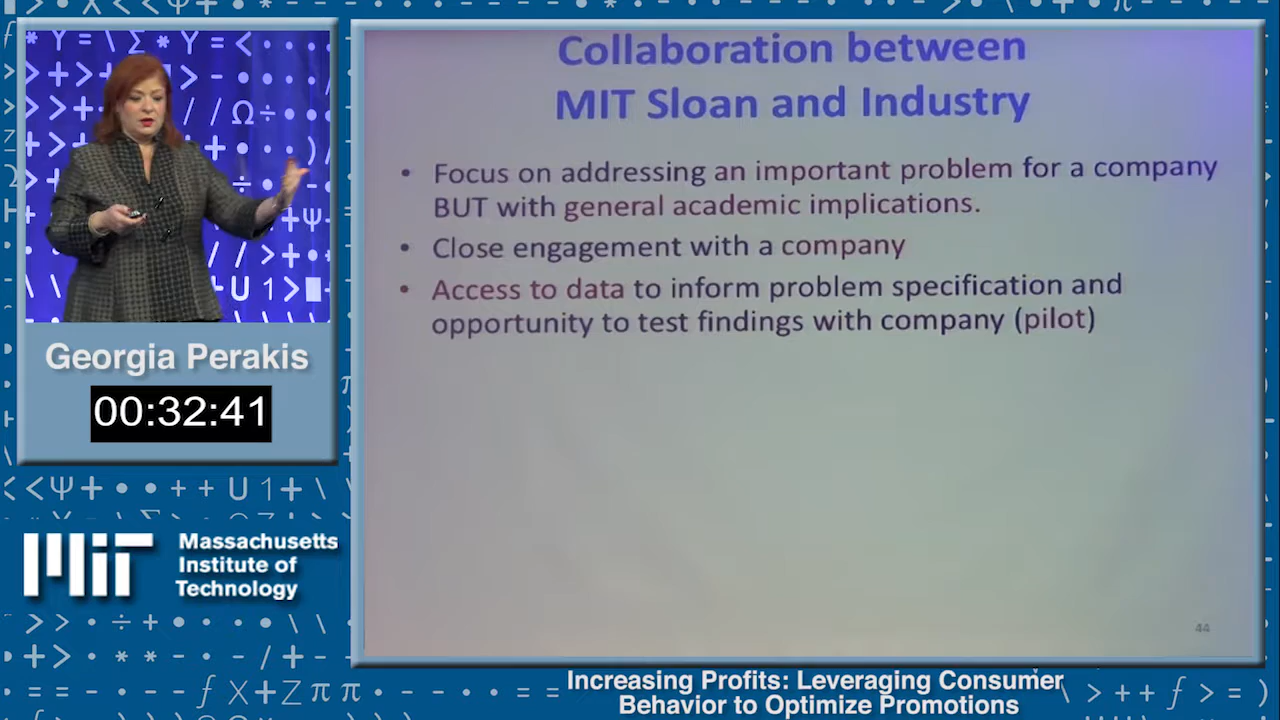 Collaboration between
MIT Sloan and Industry
• Focus on addressing an important problem for a company
BUT with general academic implications.
• Close engagement with a company
• Access to data to inform problem specification and
opportunity to test findings with company (pilot)
44
Georgia Perakis
00:32:41
MIT
Massachusetts
Institute of
Technology
Increasing Profits: Leveraging Consumer
Behavior to Optimize Promotions